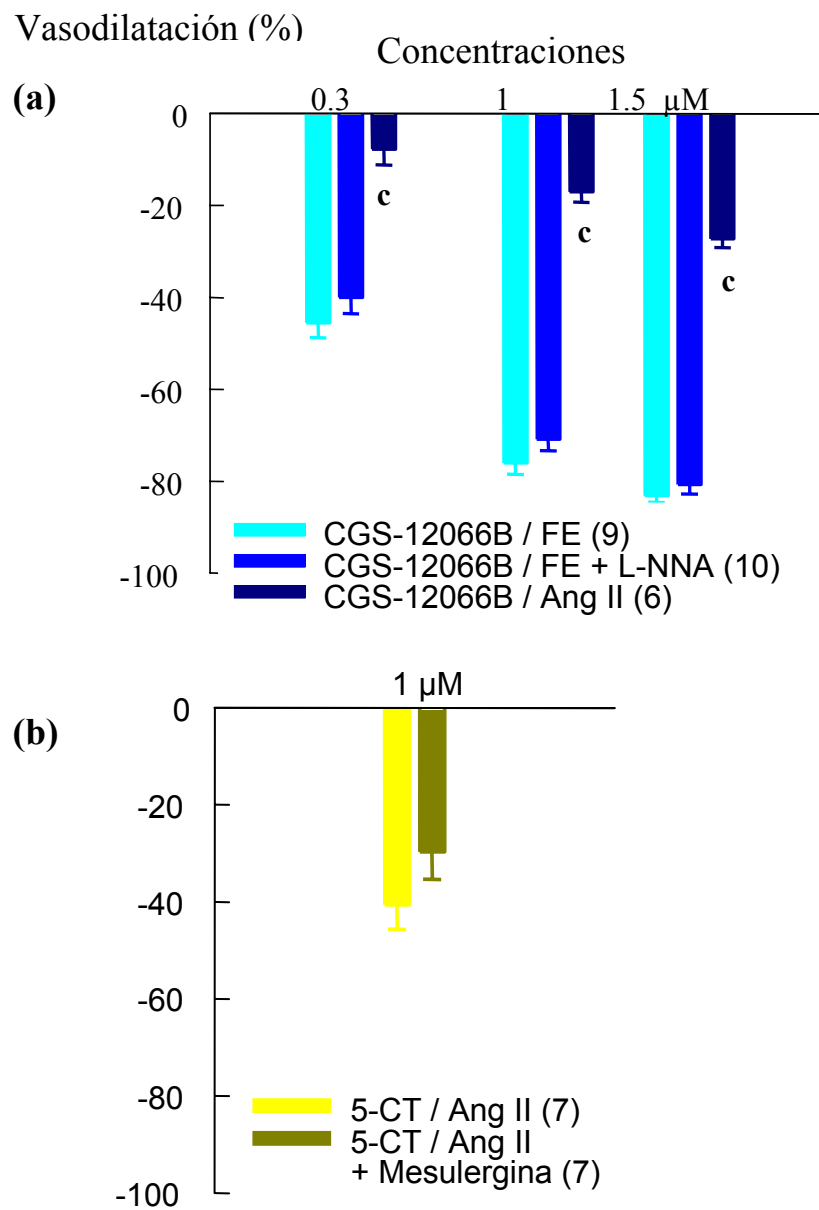 Vasodilatación (%)
Concentraciones
(a)
0.3 1 1.5 µM
0
-20
c
c
c
-40
-60
-80
CGS-12066B / FE (9)
CGS-12066B / FE + L-NNA (10)
-100
CGS-12066B / Ang II (6)
1 µM
0
(b)
-20
-40
-60
-80
5-CT / Ang II (7)
5-CT / Ang II
+ Mesulergina (7)
-100